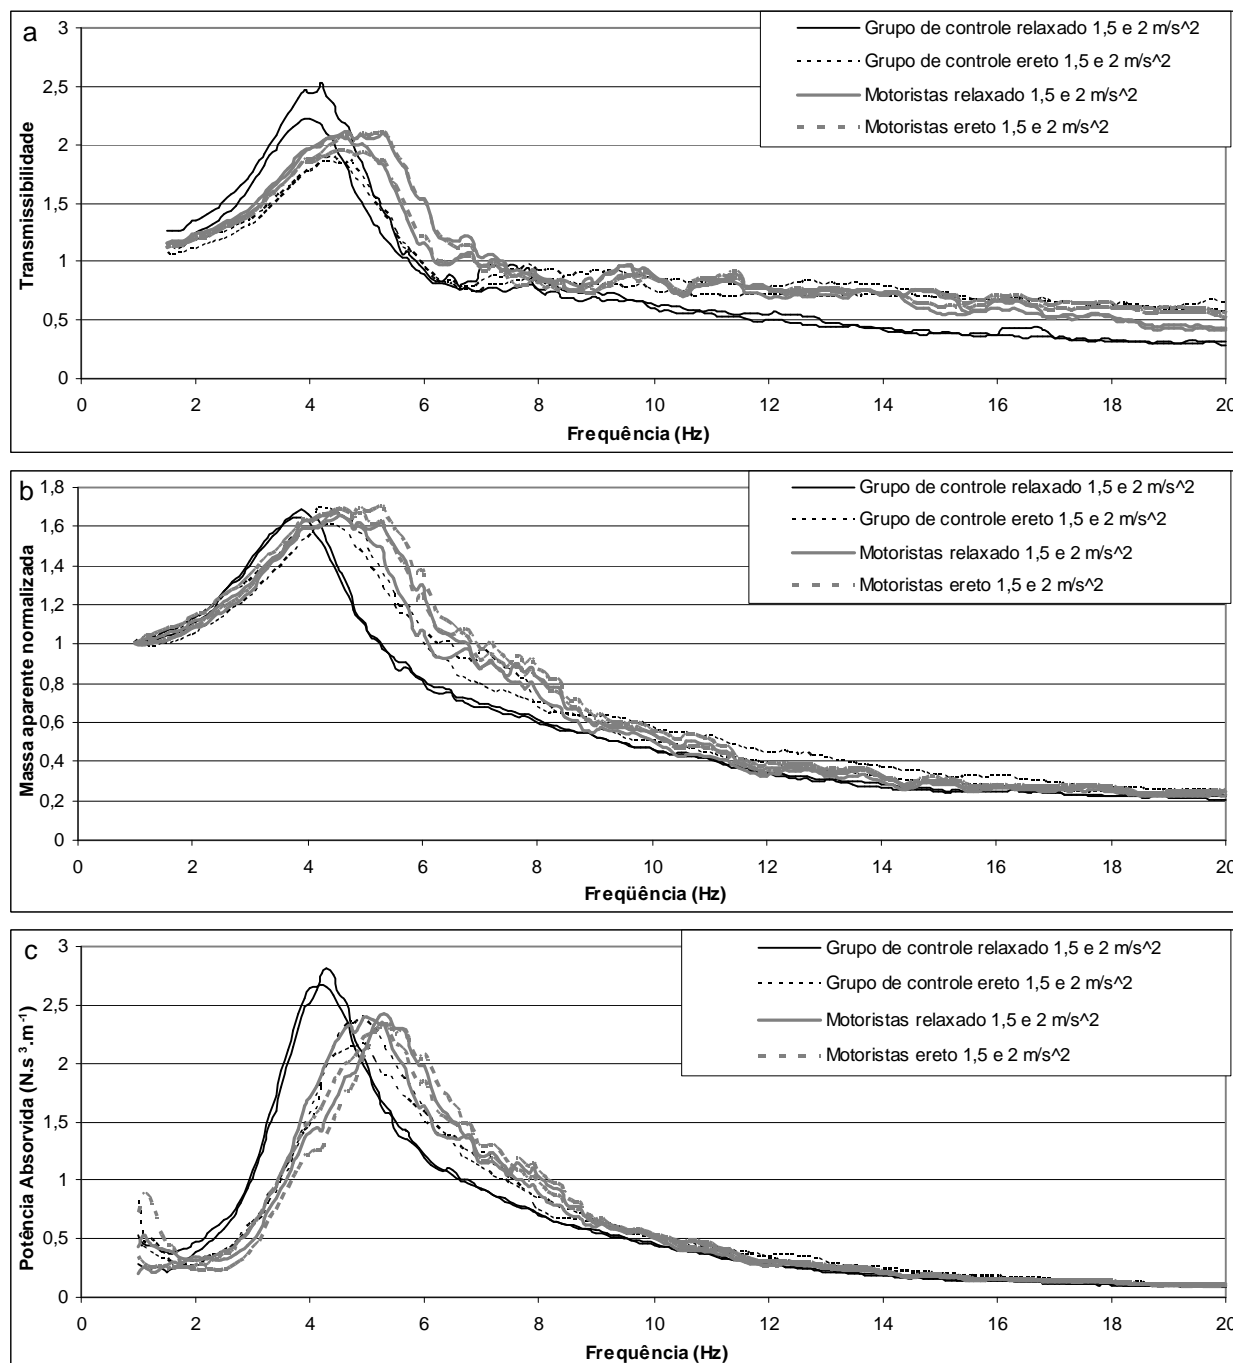 a
3
2,5
2
1,5
1
0,5
0
Transmissibilidade
Grupo de controle relaxado 1,5 e 2 m/s^2
Grupo de controle ereto 1,5 e 2 m/s^2
Motoristas relaxado 1,5 e 2 m/s^2
Motoristas ereto 1,5 e 2 m/s^2
0 2 4 6 8 10 12 14 16 18 20
Frequência (Hz)
b
1,8
1,6
1,4
1,2
1
0,8
0,6
0,4
0,2
0
Massa aparente normalizada
Grupo de controle relaxado 1,5 e 2 m/s^2
Grupo de controle ereto 1,5 e 2 m/s^2
Motoristas relaxado 1,5 e 2 m/s^2
Motoristas ereto 1,5 e 2 m/s^2
0 2 4 6 8 10 12 14 16 18 20
Freqüência (Hz)
c
3
2,5
2
1,5
1
0,5
0
Potência Absorvida (N.s³.m⁻¹)
Grupo de controle relaxado 1,5 e 2 m/s^2
Grupo de controle ereto 1,5 e 2 m/s^2
Motoristas relaxado 1,5 e 2 m/s^2
Motoristas ereto 1,5 e 2 m/s^2
0 2 4 6 8 10 12 14 16 18 20
Frequência (Hz)